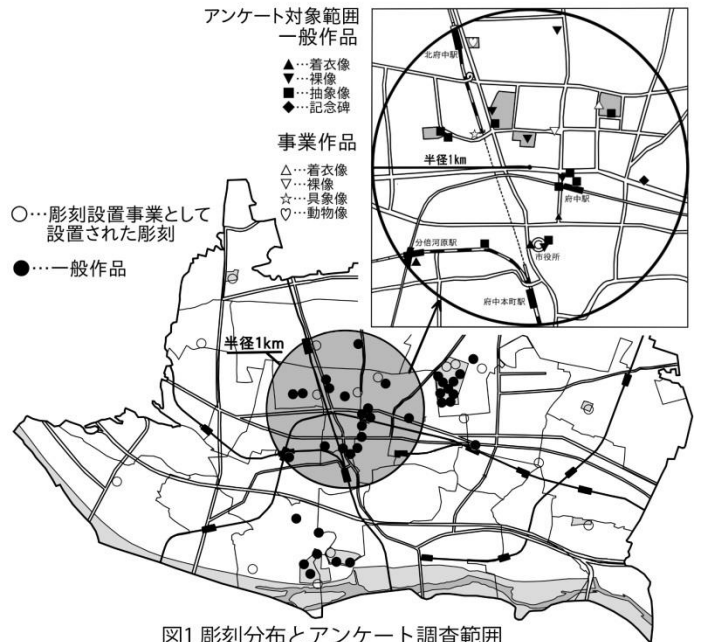 アンケート対象範囲
一般作品
▲…着衣像
▼…裸像
■…抽象像
◆…記念碑
事業作品
△…着衣像
▽…裸像
☆…具象像
♡…動物像
○…彫刻設置事業として
設置された彫刻
●…一般作品
北府中駅
半径1km
府中駅
分倍河原駅
市役所
府中本町駅
半径1km
図1 彫刻分布とアンケート調査範囲